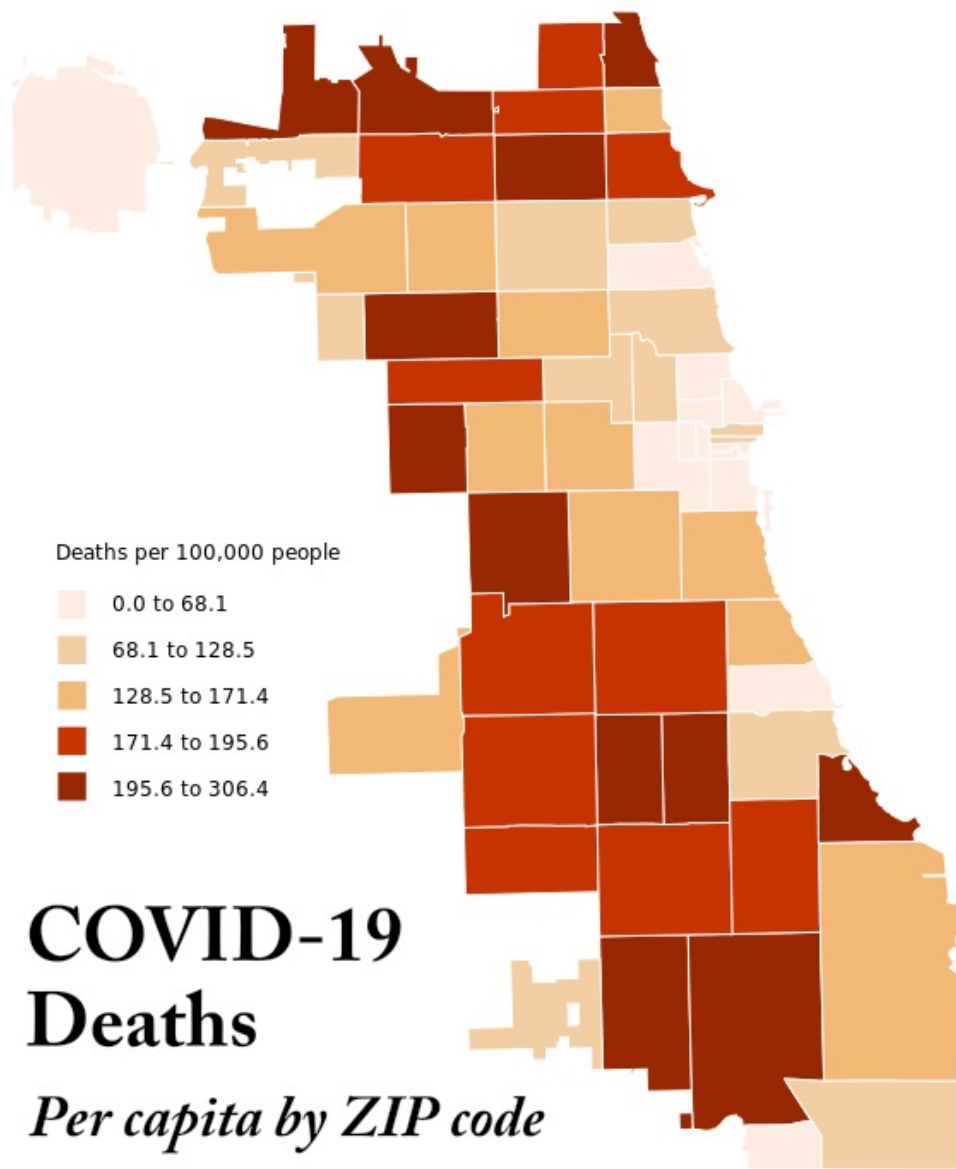 Deaths per 100,000 people
0.0 to 68.1
68.1 to 128.5
128.5 to 171.4
171.4 to 195.6
195.6 to 306.4
COVID-19
Deaths
Per capita by ZIP code